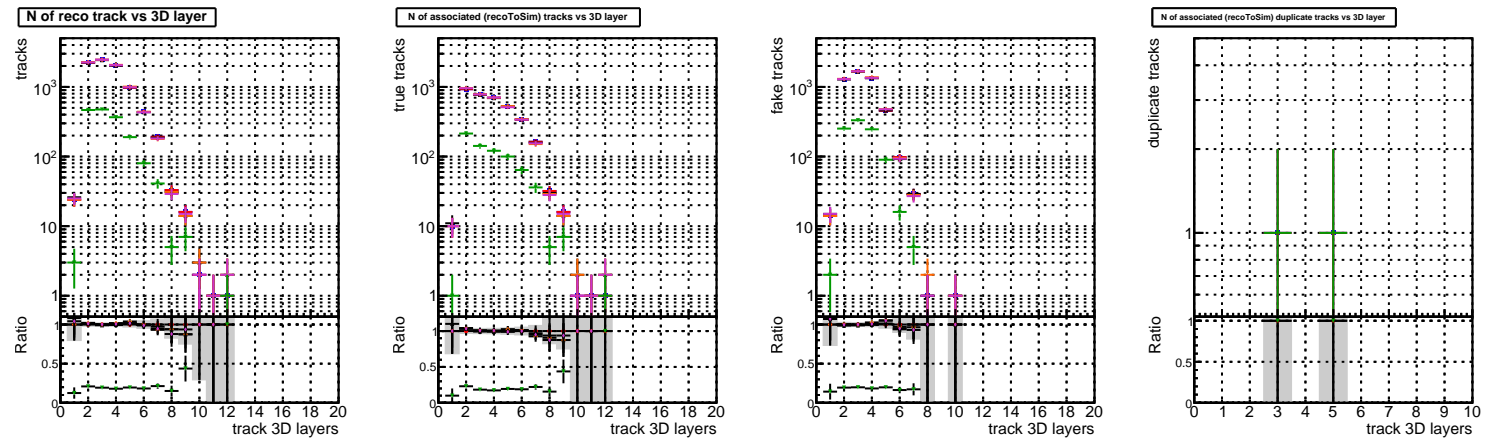 N of reco track vs 3D layer
tracks
10³
10²
10
1
Ratio
1
0.5
0
0 2 4 6 8 10 12 14 16 18 20
track 3D layers
N of associated (recoToSim) tracks vs 3D layer
true tracks
10³
10²
10
1
Ratio
1
0.5
0
0 2 4 6 8 10 12 14 16 18 20
track 3D layers
fake tracks
10³
10²
10
1
Ratio
1
0.5
0
0 2 4 6 8 10 12 14 16 18 20
track 3D layers
N of associated (recoToSim) duplicate tracks vs 3D layer
duplicate tracks
1
Ratio
1
0.5
0
0 1 2 3 4 5 6 7 8 9 10
track 3D layers